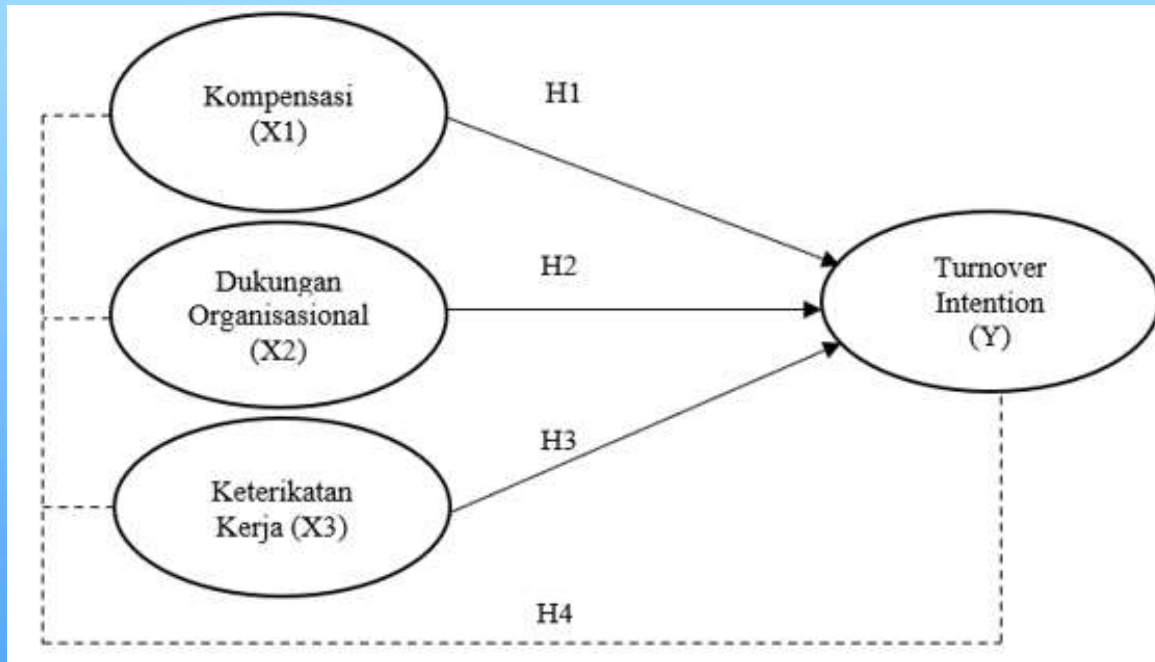 Kompensasi
(X1)
H1
Dukungan
Organisasional
(X2)
H2
Turnover
Intention
(Y)
Keterikatan
Kerja (X3)
H3
H4